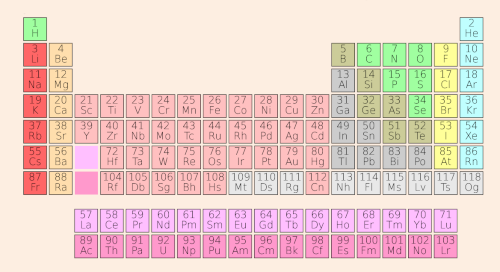 1 2
H He
3 4 5 6 7 8 9 10
Li Be B C N O F Ne
11 12 13 14 15 16 17 18
Na Mg Al Si P S Cl Ar
19 20 21 22 23 24 25 26 27 28 29 30 31 32 33 34 35 36
K Ca Sc Ti V Cr Mn Fe Co Ni Cu Zn Ga Ge As Se Br Kr
37 38 39 40 41 42 43 44 45 46 47 48 49 50 51 52 53 54
Rb Sr Y Zr Nb Mo Tc Ru Rh Pd Ag Cd In Sn Sb Te I Xe
55 56 72 73 74 75 76 77 78 79 80 81 82 83 84 85 86
Cs Ba Hf Ta W Re Os Ir Pt Au Hg Tl Pb Bi Po At Rn
87 88 104 105 106 107 108 109 110 111 112 113 114 115 116 117 118
Fr Ra Rf Db Sg Bh Hs Mt Ds Rg Cn Nh Fl Ms Lv Ts Og
57 58 59 60 61 62 63 64 65 66 67 68 69 70 71
La Ce Pr Nd Pm Sm Eu Gd Tb Dy Ho Er Tm Yb Lu
89 90 91 92 93 94 95 96 97 98 99 100 101 102 103
Ac Th Pa U Np Pu Am Cm Bk Cf Es Fm Md No Lr